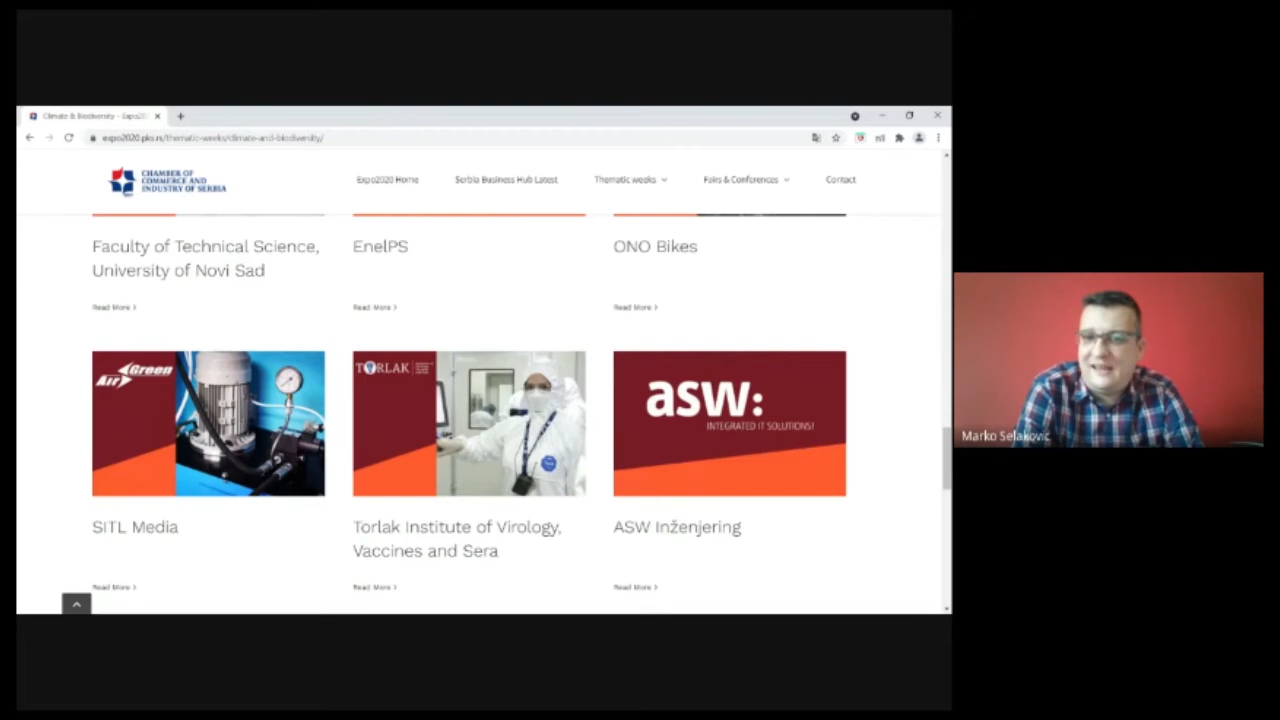 Climate & Biodiversity - Expo20
expo2020.pks.rs/thematic-weeks/climate-and-biodiversity/
CHAMBER OF
COMMERCE AND
INDUSTRY OF SERBIA
Expo2020 Home
Serbia Business Hub Latest
Thematic weeks
Fairs & Conferences
Contact
Faculty of Technical Science,
University of Novi Sad
EnelPS
ONO Bikes
Read More >
Read More >
Read More >
Green
Air
TORLAK
asw:
INTEGRATED IT SOLUTIONS!
SITL Media
Torlak Institute of Virology,
Vaccines and Sera
ASW Inženjering
Read More >
Read More >
Read More >
Marko Selakovic